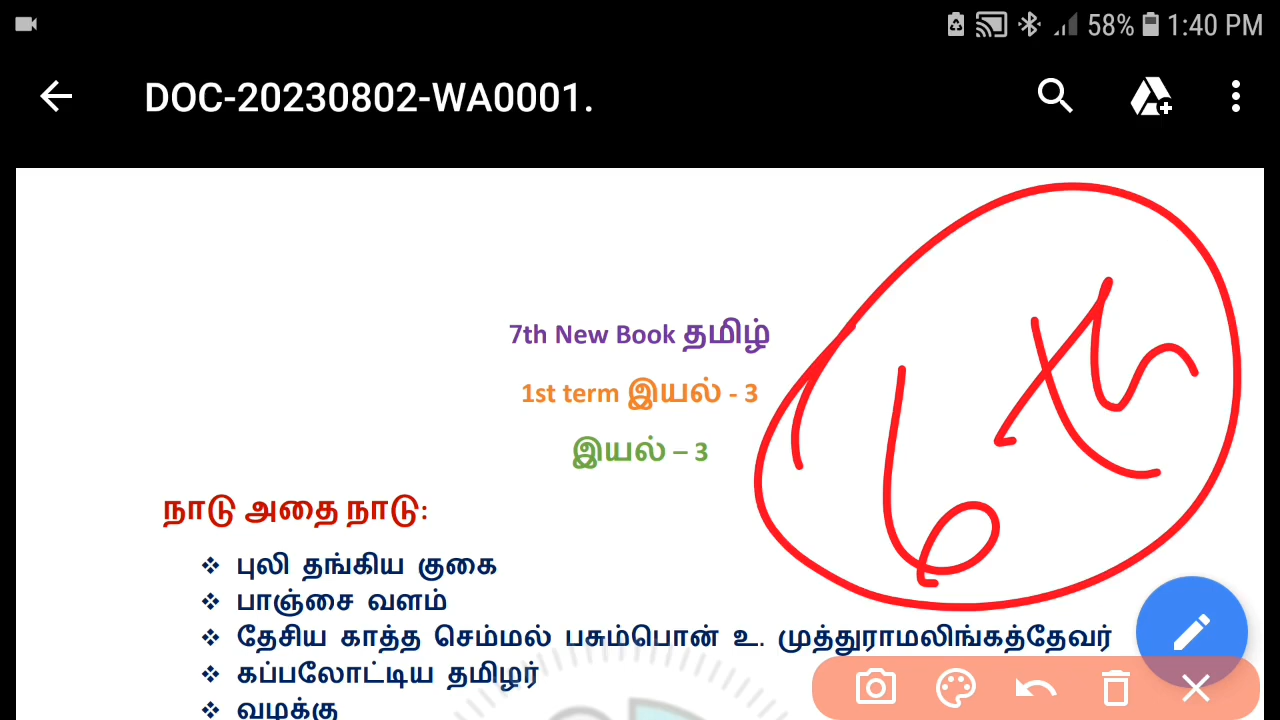 58% 1:40 PM
DOC-20230802-WA0001.
7th New Book தமிழ்
1st term இயல் - 3
இயல் – 3
6th
நாடு அதை நாடு:
❖ புலி தங்கிய குகை
❖ பாஞ்சை வளம்
❖ தேசிய காத்த செம்மல் பசும்பொன் உ. முத்துராமலிங்கத்தேவர்
❖ கப்பலோட்டிய தமிழர்
❖ வழக்கு